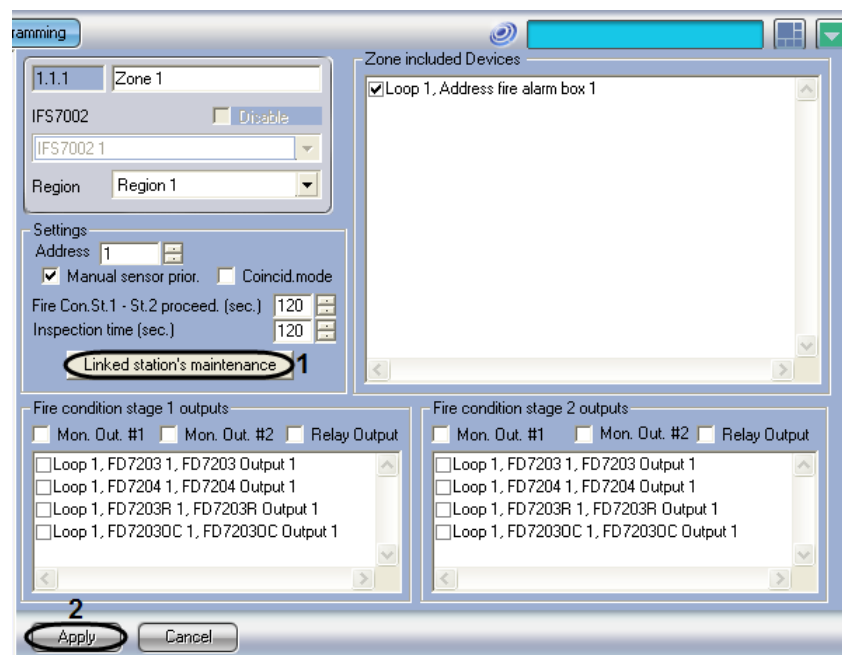 ramming
1.1.1 Zone 1
IFS7002 Disable
IFS7002 1
Region Region 1
Settings
Address 1
Manual sensor prior. Coincid.mode
Fire Con.St.1 - St.2 proceed. (sec.) 120
Inspection time (sec.) 120
Linked station's maintenance 1
Zone included Devices
Loop 1, Address fire alarm box 1
Fire condition stage 1 outputs
Mon. Out. #1 Mon. Out. #2 Relay Output
Loop 1, FD7203 1, FD7203 Output 1
Loop 1, FD7204 1, FD7204 Output 1
Loop 1, FD7203R 1, FD7203R Output 1
Loop 1, FD7203OC 1, FD7203OC Output 1
Fire condition stage 2 outputs
Mon. Out. #1 Mon. Out. #2 Relay Output
Loop 1, FD7203 1, FD7203 Output 1
Loop 1, FD7204 1, FD7204 Output 1
Loop 1, FD7203R 1, FD7203R Output 1
Loop 1, FD7203OC 1, FD7203OC Output 1
2
Apply Cancel